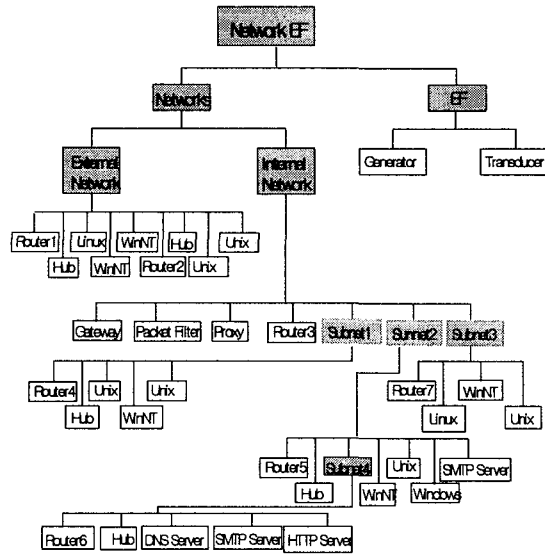 Network EF
Networks
EF
External
Network
Internal
Network
Generator
Transducer
Router1
Linux
WinNT
Hub
Unix
Hub
WinNT
Router2
Unix
Gateway
Packet Filter
Proxy
Router3
Subnet1
Sunnet2
Subnet3
Router4
Unix
Unix
Hub
WinNT
Router7
WinNT
Linux
Unix
Router5
Subnet4
Unix
SMTP Server
Hub
WinNT
Windows
Router6
Hub
DNS Server
SMTP Server
HTTP Server